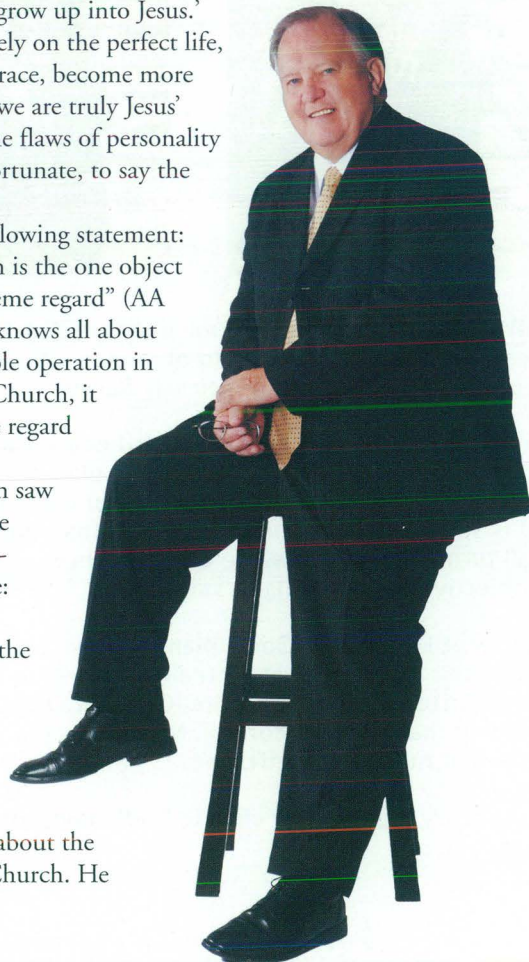 grow up into Jesus.’
ely on the perfect life,
race, become more
we are truly Jesus’
e flaws of personality
ortunate, to say the
lowing statement:
n is the one object
eme regard” (AA
knows all about
ole operation in
Church, it
e regard
n saw
e
–
e:
the
about the
Church. He